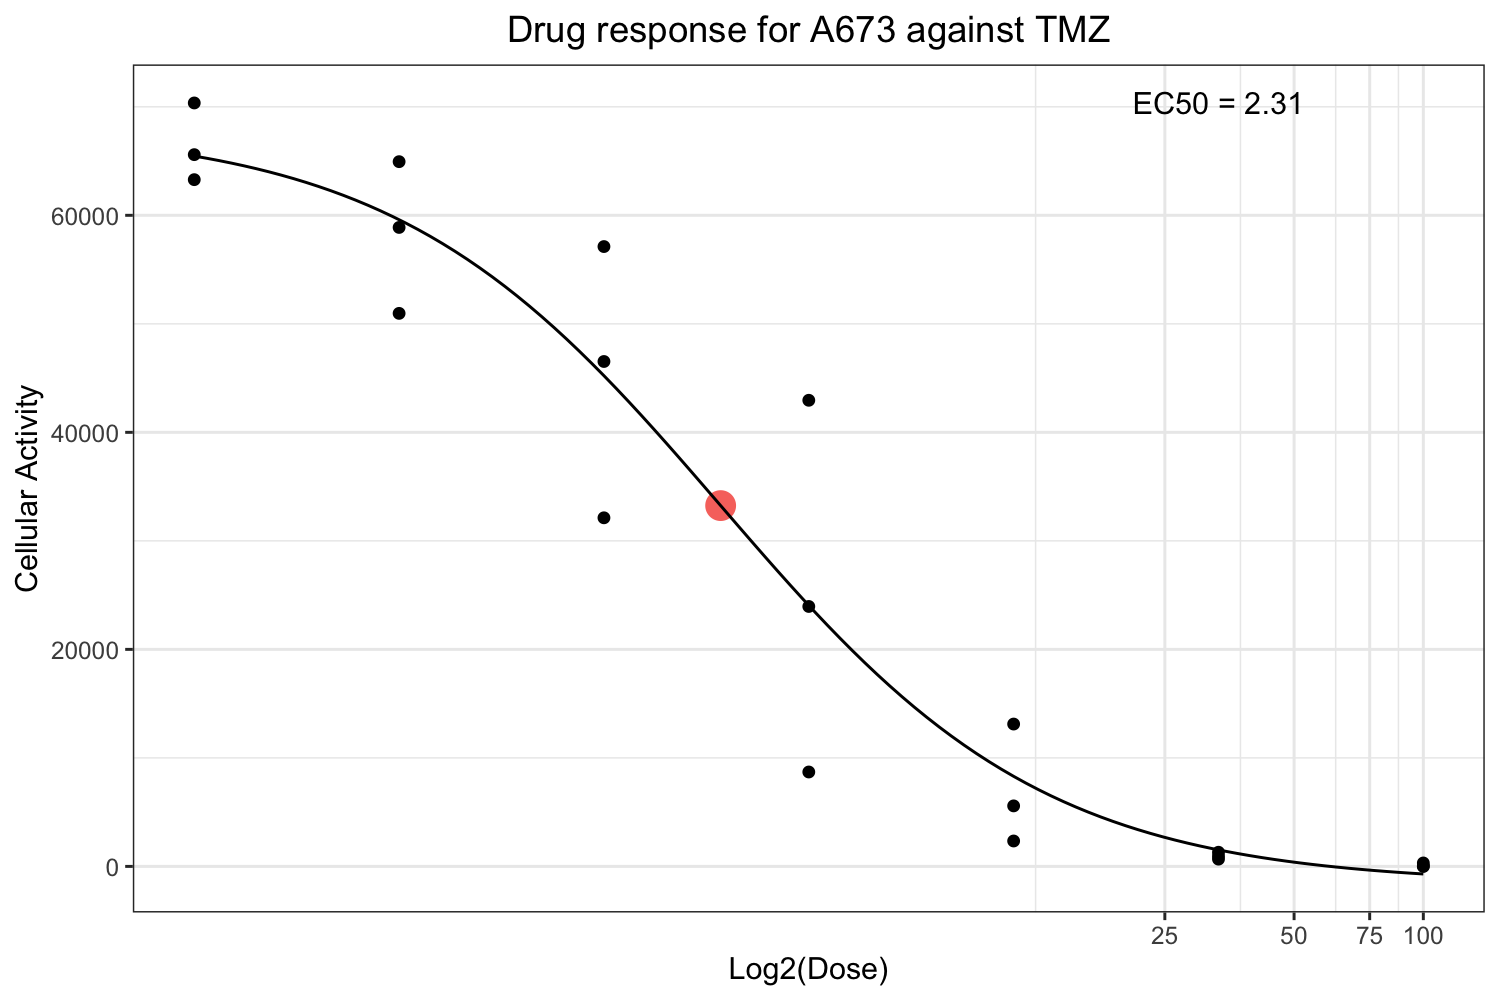 Drug response for A673 against TMZ
EC50 = 2.31
Cellular Activity
60000
40000
20000
0
25 50 75 100
Log2(Dose)